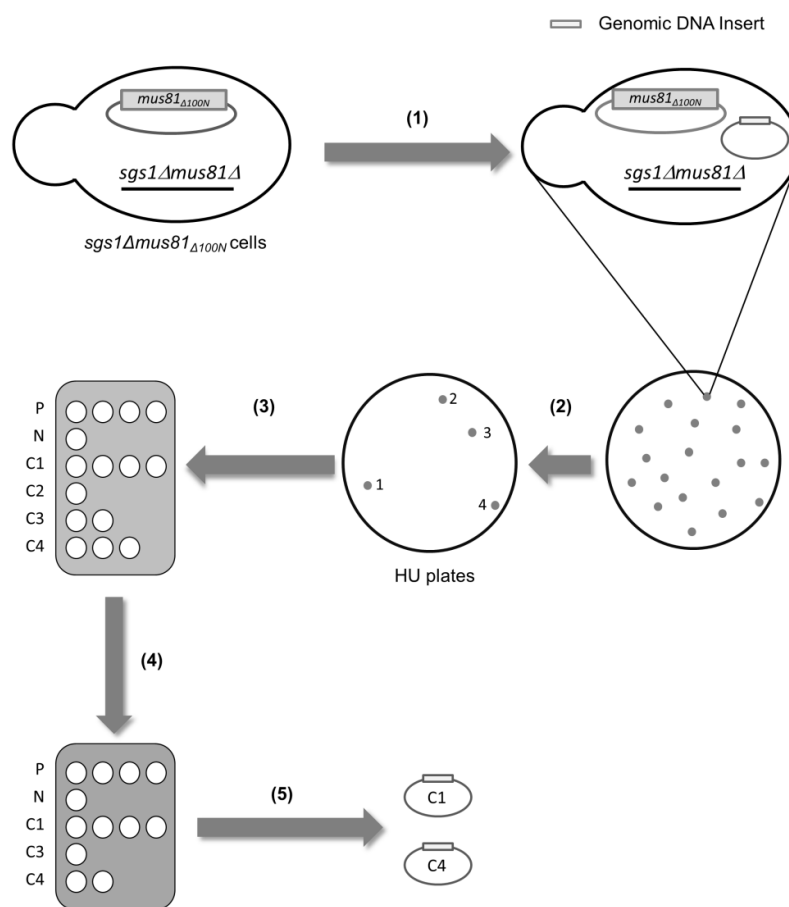 Genomic DNA Insert
mus81Δ100N
sgs1Δmus81Δ
sgs1Δmus81Δ100N cells
(1)
mus81Δ100N
sgs1Δmus81Δ
P
N
C1
C2
C3
C4
(3)
2
3
1
4
HU plates
(2)
(4)
P
N
C1
C3
C4
(5)
C1
C4